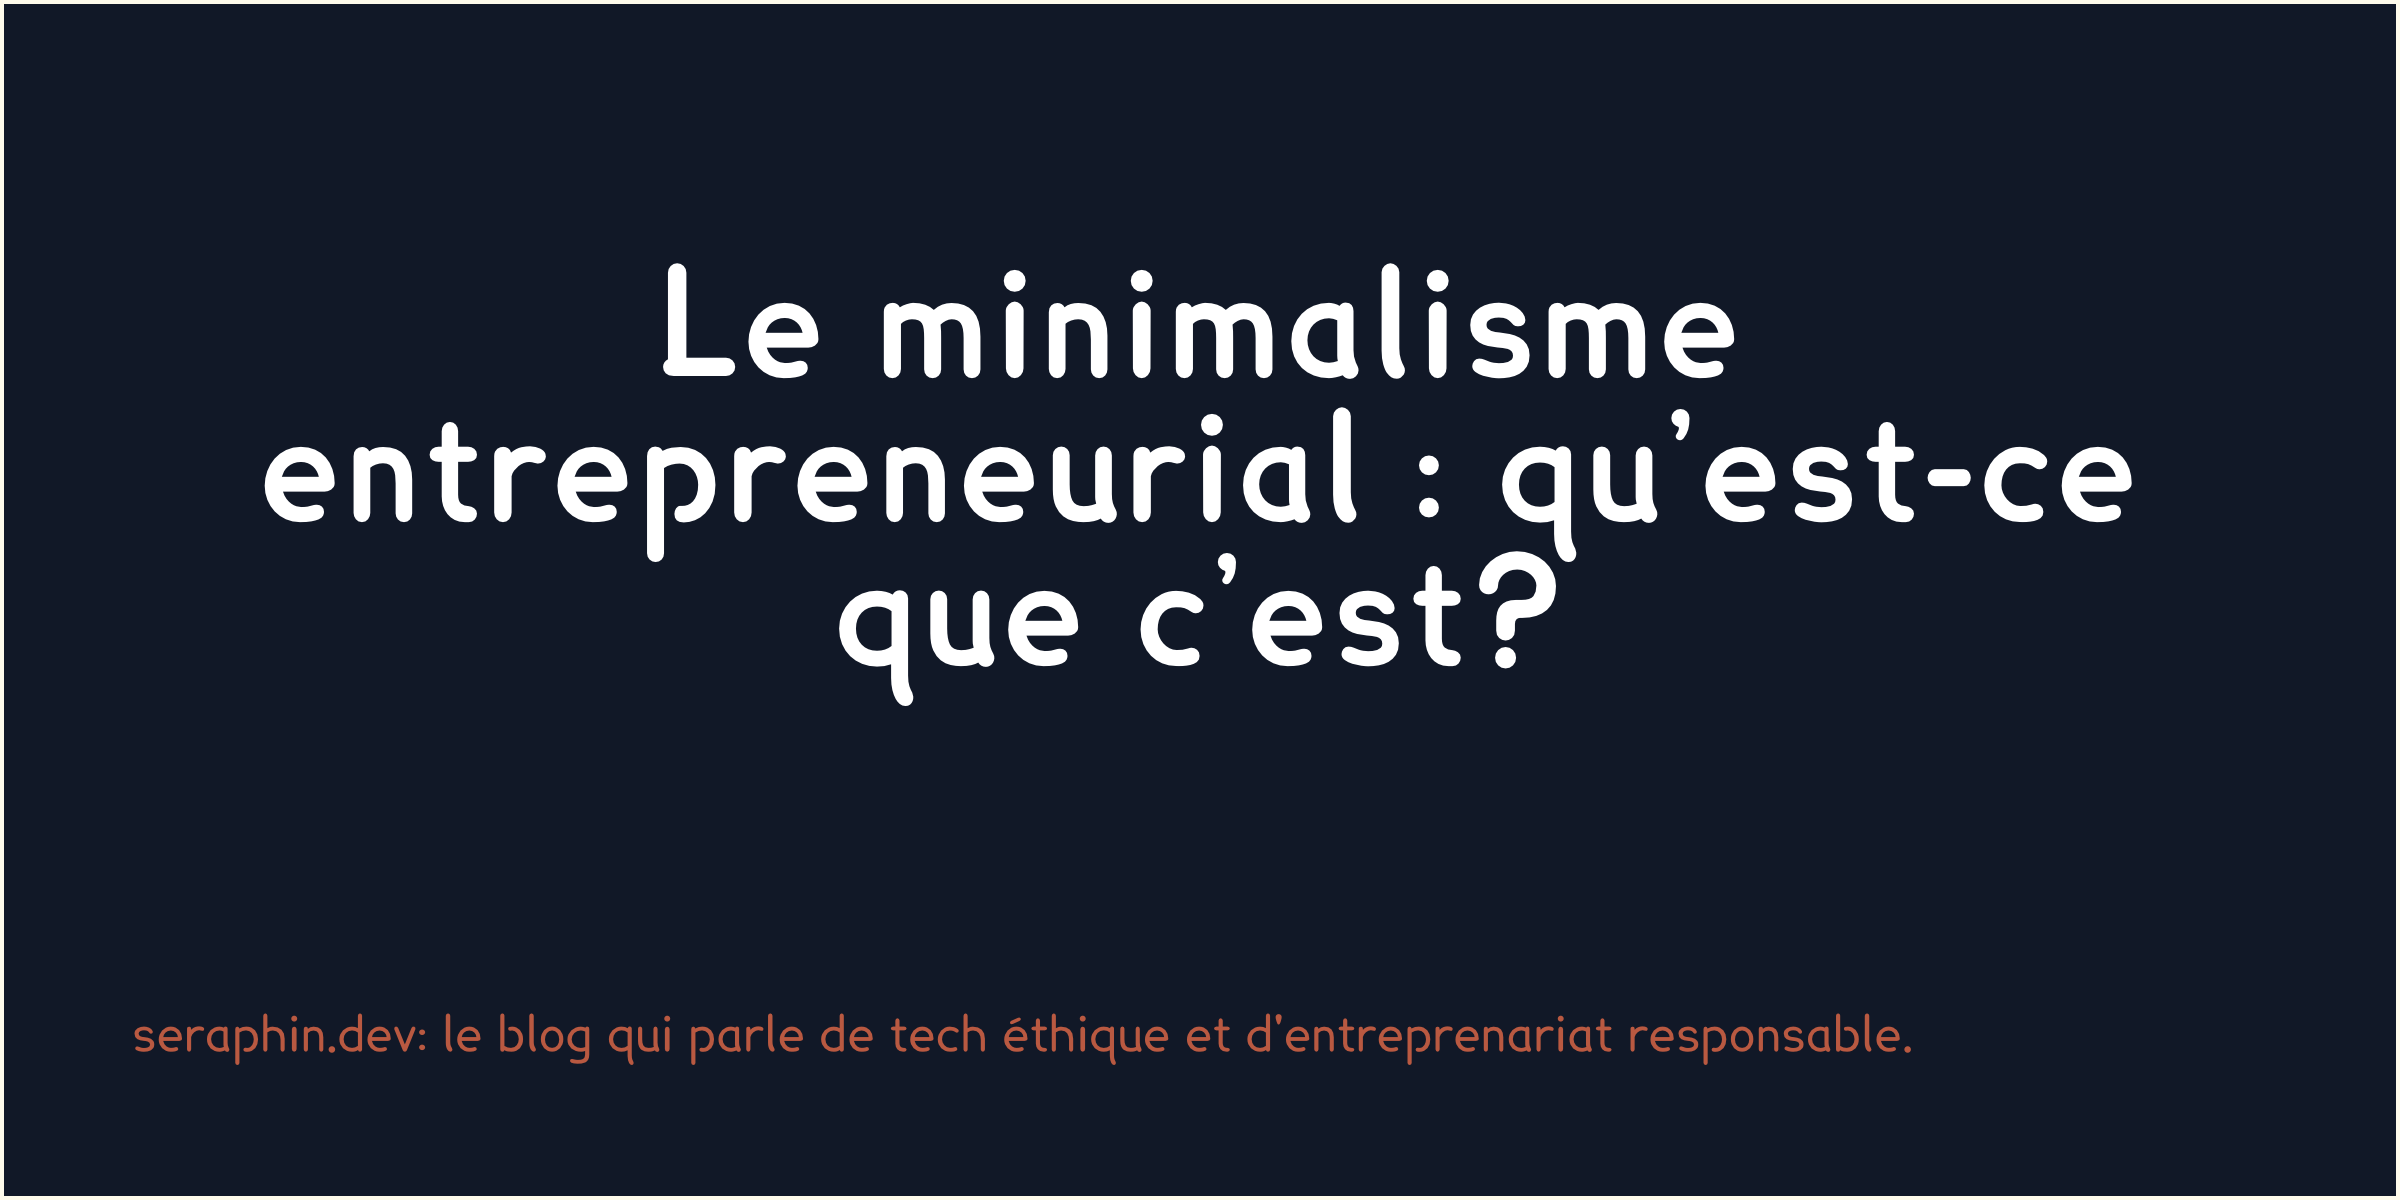 Le minimalisme
entrepreneurial : qu’est-ce
que c’est?
seraphin.dev: le blog qui parle de tech éthique et d'entreprenariat responsable.